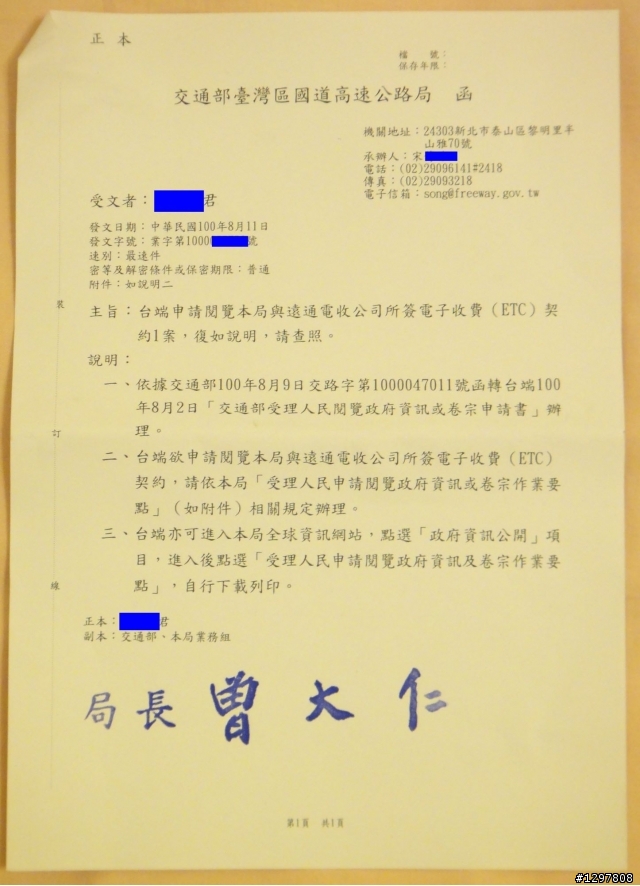 正 本
檔 號：
保存年限：
交通部臺灣區國道高速公路局 函
機關地址：24303新北市泰山區黎明里半
山雅70號
承辦人：宋
電話：(02)29096141#2418
傳真：(02)29093218
電子信箱：song@freeway.gov.tw
受文者： 君
發文日期：中華民國100年8月11日
發文字號：業字第1000 號
速別：最速件
密等及解密條件或保密期限：普通
附件：如說明二
主旨：台端申請閱覽本局與遠通電收公司所簽電子收費(ETC)契
約1案，復如說明，請查照。
說明：
一、依據交通部100年8月9日交路字第1000047011號函轉台端100
年8月2日「交通部受理人民閱覽政府資訊或卷宗申請書」辦
理。
二、台端欲申請閱覽本局與遠通電收公司所簽電子收費(ETC)
契約，請依本局「受理人民申請閱覽政府資訊或卷宗作業要
點」(如附件)相關規定辦理。
三、台端亦可進入本局全球資訊網站，點選「政府資訊公開」項
目，進入後點選「受理人民申請閱覽政府資訊及卷宗作業要
點」，自行下載列印。
正本： 君
副本：交通部、本局業務組
局長 曾大仁
裝
訂
線
第1頁 共1頁
#1297808